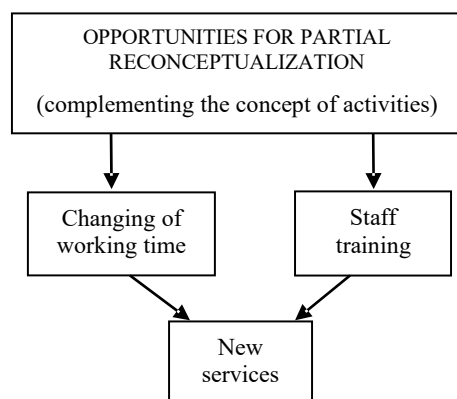 OPPORTUNITIES FOR PARTIAL
RECONCEPTUALIZATION
(complementing the concept of activities)
Changing of
working time
Staff
training
New
services